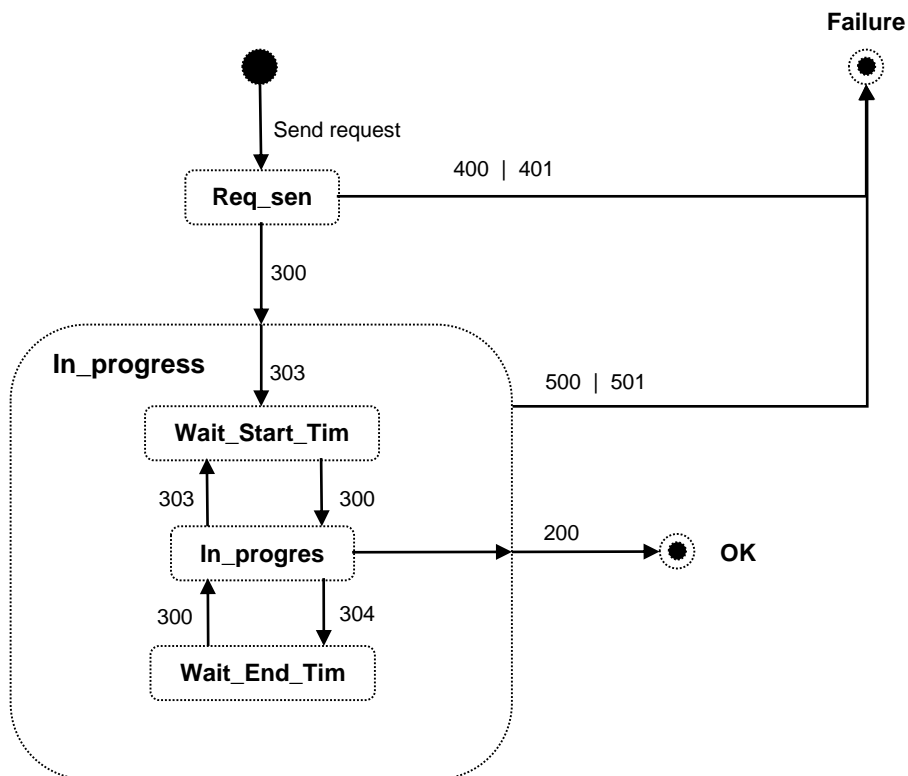 Failure
Send request
400 | 401
Req_sen
300
In_progress
303
500 | 501
Wait_Start_Tim
303
300
200
In_progres
OK
300
304
Wait_End_Tim